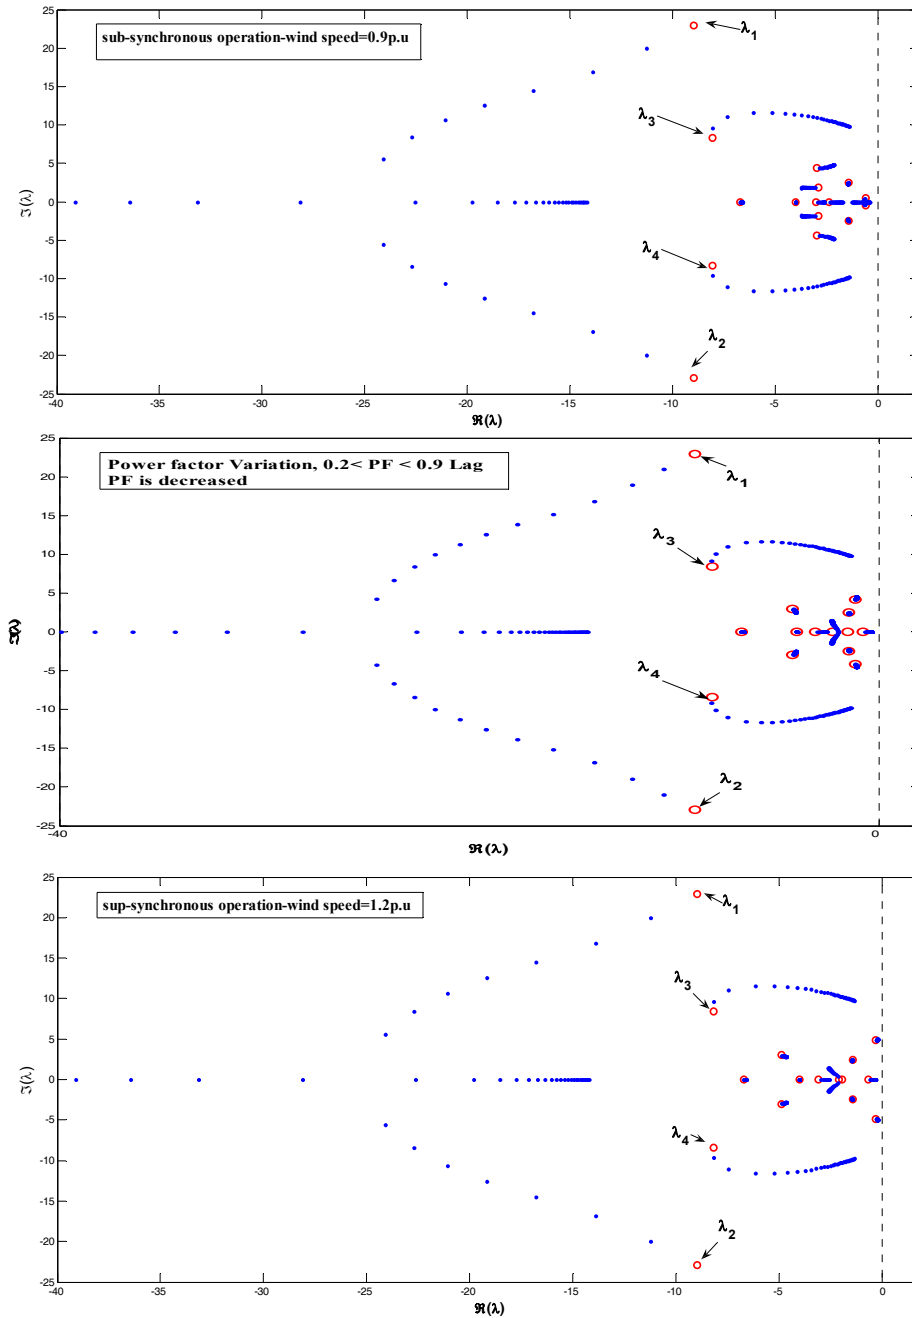 25
20
15
10
5
0
-5
-10
-15
-20
-25
ℑ(λ)
sub-synchronous operation-wind speed=0.9p.u
λ1
λ3
λ4
λ2
-40
-35
-30
-25
-20
-15
-10
-5
0
ℜ(λ)
25
20
15
10
5
0
-5
-10
-15
-20
-25
ℑ(λ)
Power factor Variation, 0.2< PF < 0.9 Lag
PF is decreased
λ1
λ3
λ4
λ2
-40
0
ℜ(λ)
25
20
15
10
5
0
-5
-10
-15
-20
-25
ℑ(λ)
sup-synchronous operation-wind speed=1.2p.u
λ1
λ3
λ4
λ2
-40
-35
-30
-25
-20
-15
-10
-5
0
ℜ(λ)